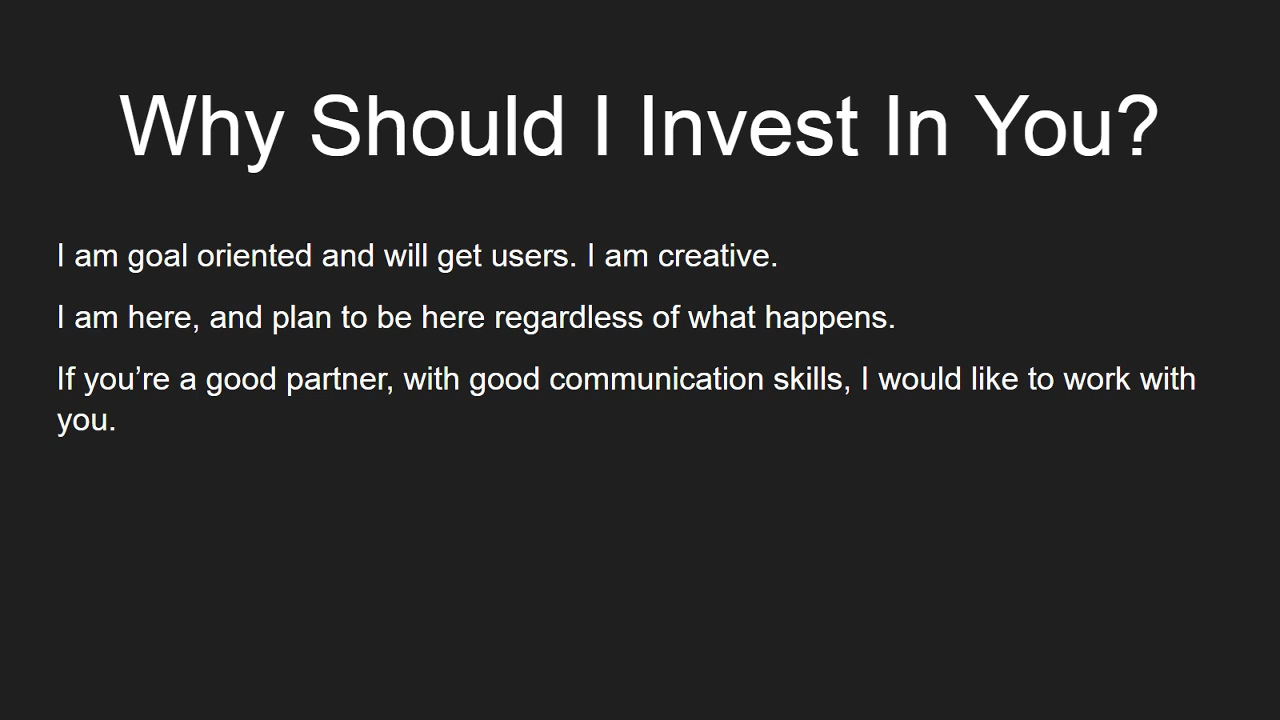 Why Should I Invest In You?
I am goal oriented and will get users. I am creative.
I am here, and plan to be here regardless of what happens.
If you’re a good partner, with good communication skills, I would like to work with
you.